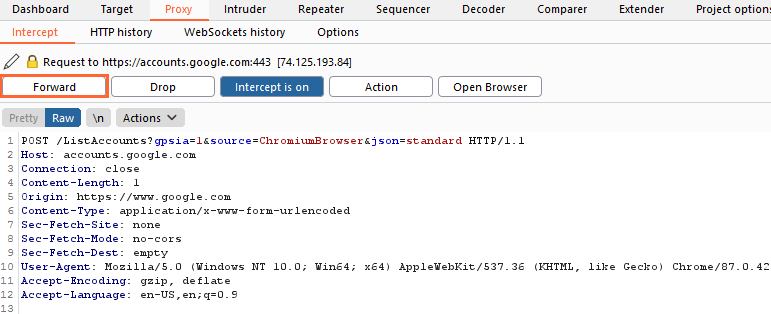 Dashboard Target Proxy Intruder Repeater Sequencer Decoder Comparer Extender Project options
Intercept HTTP history WebSockets history Options
Request to https://accounts.google.com:443 [74.125.193.84]
Forward Drop Intercept is on Action Open Browser
Pretty Raw \n Actions
1 POST /ListAccounts?gpsia=1&source=ChromiumBrowser&json=standard HTTP/1.1
2 Host: accounts.google.com
3 Connection: close
4 Content-Length: 1
5 Origin: https://www.google.com
6 Content-Type: application/x-www-form-urlencoded
7 Sec-Fetch-Site: none
8 Sec-Fetch-Mode: no-cors
9 Sec-Fetch-Dest: empty
10 User-Agent: Mozilla/5.0 (Windows NT 10.0; Win64; x64) AppleWebKit/537.36 (KHTML, like Gecko) Chrome/87.0.42
11 Accept-Encoding: gzip, deflate
12 Accept-Language: en-US,en;q=0.9
13